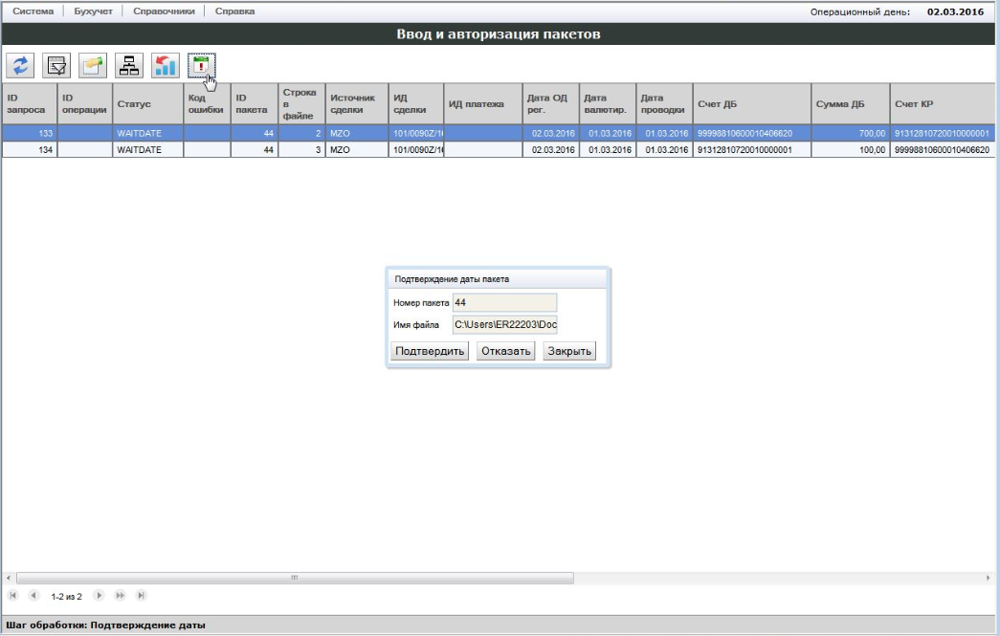 Система Бухучет Справочники Справка Операционный день: 02.03.2016
Ввод и авторизация пакетов
ID запроса ID операции Статус Код ошибки ID пакета Строка в файле Источник сделки ИД сделки ИД платежа Дата ОД рег. Дата валютир. Дата проводки Счет ДБ Сумма ДБ Счет КР
133 WAITDATE 44 2 MZO 101/0090Z/1 02.03.2016 01.03.2016 01.03.2016 99998810600010406620 700,00 91312810720010000001
134 WAITDATE 44 3 MZO 101/0090Z/1 02.03.2016 01.03.2016 01.03.2016 91312810720010000001 100,00 99998810600010406620
Подтверждение даты пакета
Номер пакета 44
Имя файла C:\Users\ER22203\Doc
Подтвердить Отказать Закрыть
1-2 из 2
Шаг обработки: Подтверждение даты